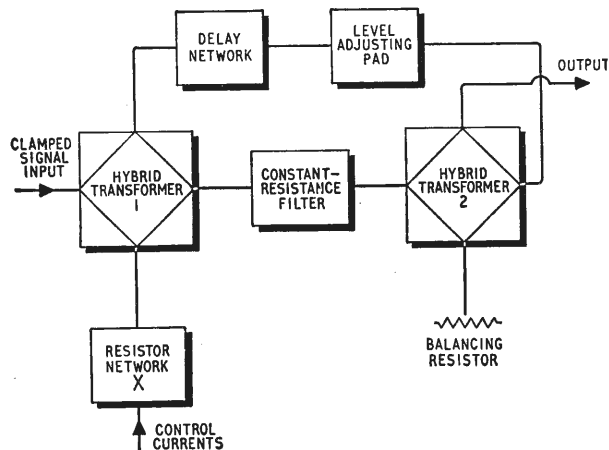 DELAY
NETWORK
LEVEL
ADJUSTING
PAD
OUTPUT
CLAMPED
SIGNAL
INPUT
HYBRID
TRANSFORMER
1
CONSTANT-
RESISTANCE
FILTER
HYBRID
TRANSFORMER
2
RESISTOR
NETWORK
X
BALANCING
RESISTOR
CONTROL
CURRENTS